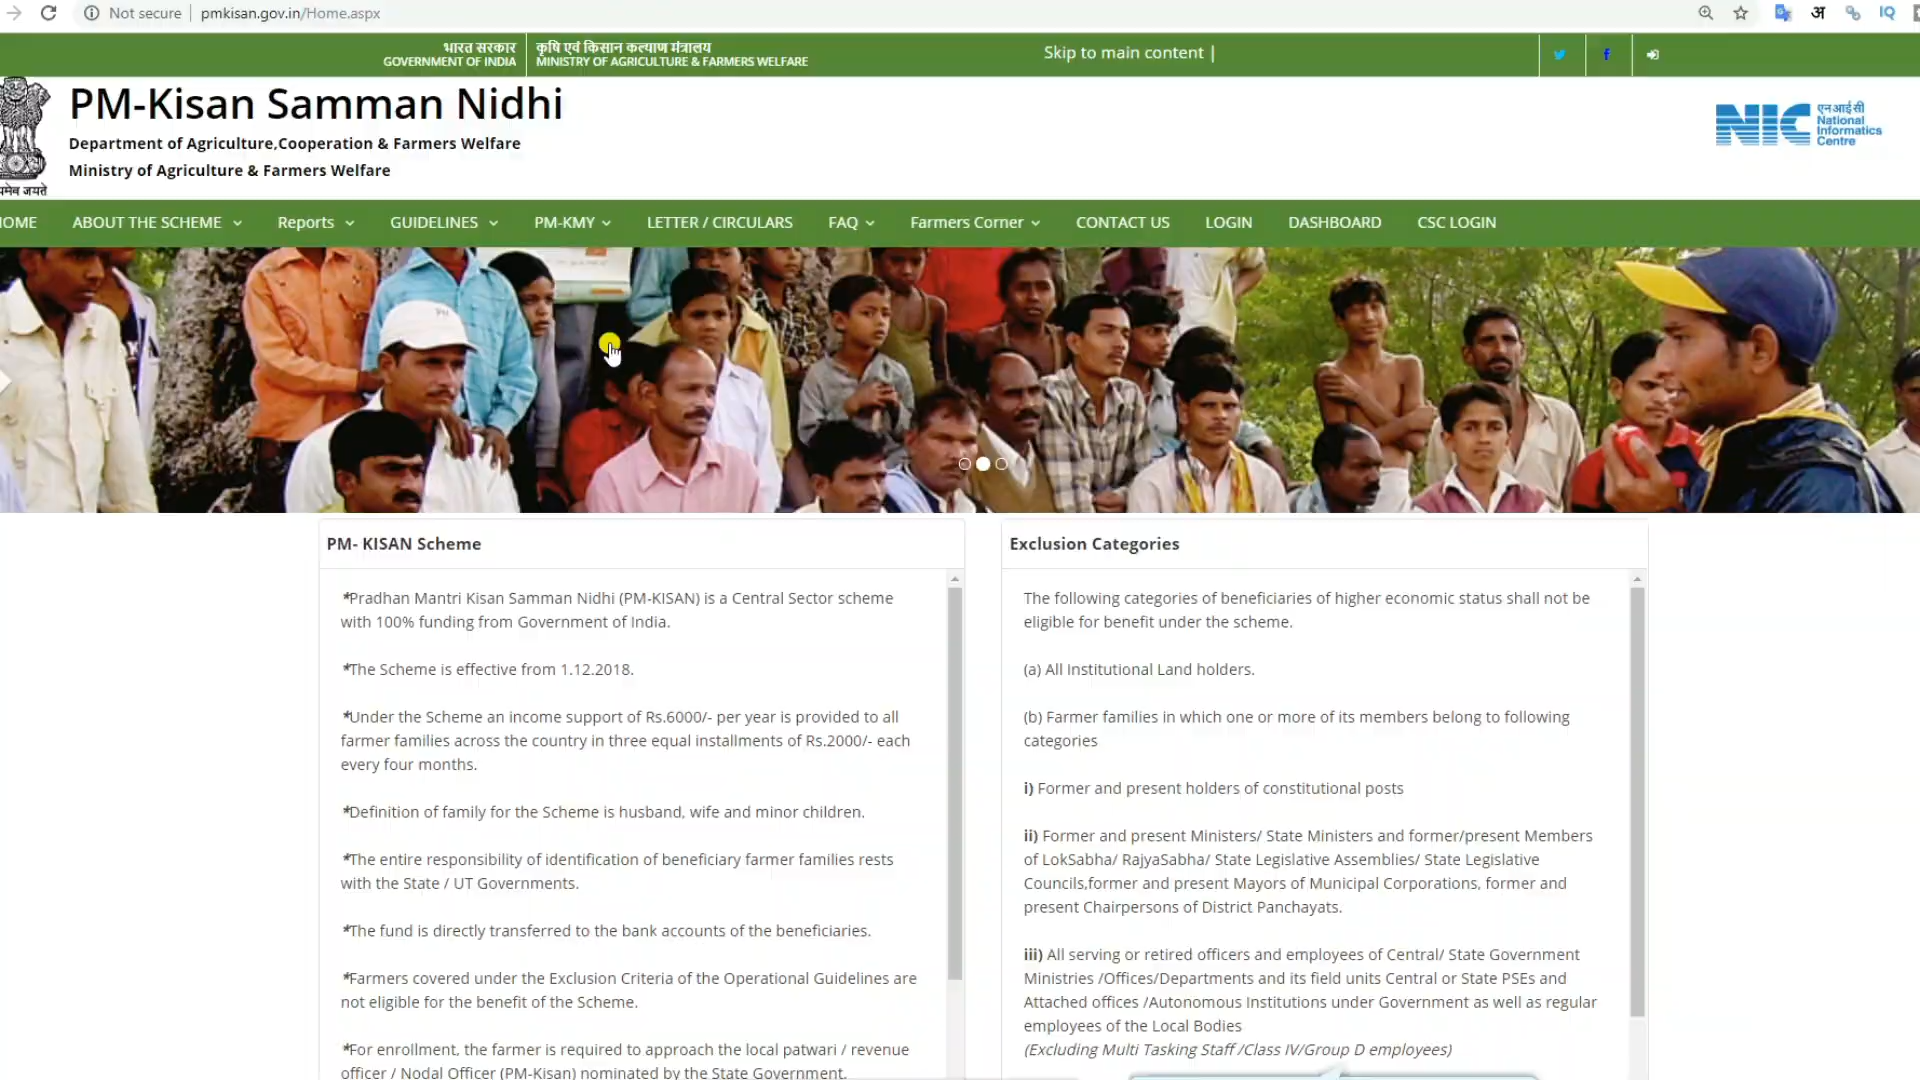 Not secure | pmkisan.gov.in/Home.aspx
अ
IQ
भारत सरकार
GOVERNMENT OF INDIA
कृषि एवं किसान कल्याण मंत्रालय
MINISTRY OF AGRICULTURE & FARMERS WELFARE
Skip to main content |
PM-Kisan Samman Nidhi
Department of Agriculture,Cooperation & Farmers Welfare
Ministry of Agriculture & Farmers Welfare
NIC
एन आई सी
National
Informatics
Centre
OME ABOUT THE SCHEME Reports GUIDELINES PM-KMY LETTER / CIRCULARS FAQ Farmers Corner CONTACT US LOGIN DASHBOARD CSC LOGIN
PM- KISAN Scheme
*Pradhan Mantri Kisan Samman Nidhi (PM-KISAN) is a Central Sector scheme
with 100% funding from Government of India.
*The Scheme is effective from 1.12.2018.
*Under the Scheme an income support of Rs.6000/- per year is provided to all
farmer families across the country in three equal installments of Rs.2000/- each
every four months.
*Definition of family for the Scheme is husband, wife and minor children.
*The entire responsibility of identification of beneficiary farmer families rests
with the State / UT Governments.
*The fund is directly transferred to the bank accounts of the beneficiaries.
*Farmers covered under the Exclusion Criteria of the Operational Guidelines are
not eligible for the benefit of the Scheme.
*For enrollment, the farmer is required to approach the local patwari / revenue
officer / Nodal Officer (PM-Kisan) nominated by the State Government.
Exclusion Categories
The following categories of beneficiaries of higher economic status shall not be
eligible for benefit under the scheme.
(a) All Institutional Land holders.
(b) Farmer families in which one or more of its members belong to following
categories
i) Former and present holders of constitutional posts
ii) Former and present Ministers/ State Ministers and former/present Members
of LokSabha/ RajyaSabha/ State Legislative Assemblies/ State Legislative
Councils,former and present Mayors of Municipal Corporations, former and
present Chairpersons of District Panchayats.
iii) All serving or retired officers and employees of Central/ State Government
Ministries /Offices/Departments and its field units Central or State PSEs and
Attached offices /Autonomous Institutions under Government as well as regular
employees of the Local Bodies
(Excluding Multi Tasking Staff /Class IV/Group D employees)